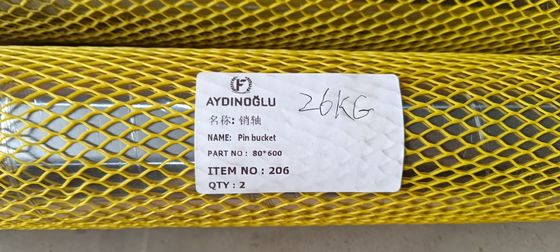 F
AYDINOĞLU
26KG
名称: 销轴
NAME: Pin bucket
PART NO : 80*600
ITEM NO : 206
QTY : 2